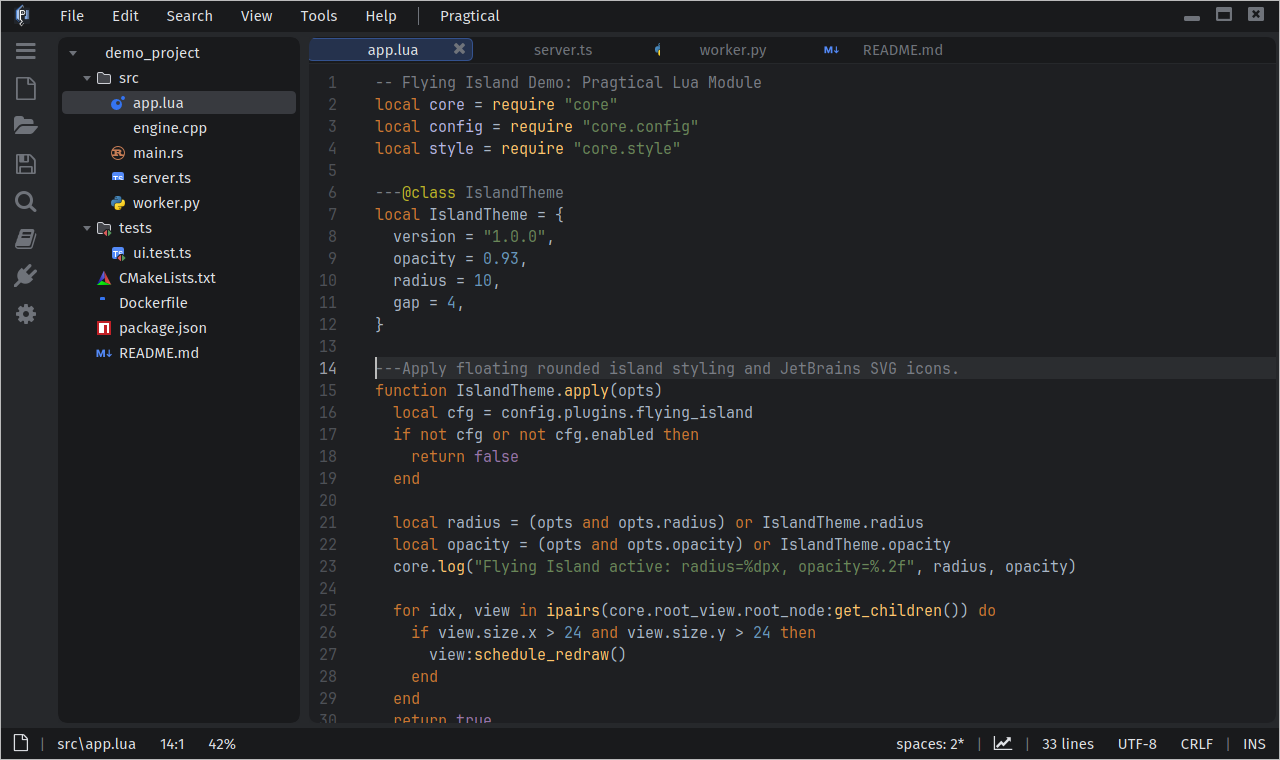 File Edit Search View Tools Help Pragtical
demo_project
src
app.lua
engine.cpp
main.rs
server.ts
worker.py
tests
ui.test.ts
CMakeLists.txt
Dockerfile
package.json
README.md
app.lua server.ts worker.py README.md
1 -- Flying Island Demo: Pragtical Lua Module
2 local core = require "core"
3 local config = require "core.config"
4 local style = require "core.style"
5
6 ---@class IslandTheme
7 local IslandTheme = {
8   version = "1.0.0",
9   opacity = 0.93,
10   radius = 10,
11   gap = 4,
12 }
13
14 ---Apply floating rounded island styling and JetBrains SVG icons.
15 function IslandTheme.apply(opts)
16   local cfg = config.plugins.flying_island
17   if not cfg or not cfg.enabled then
18     return false
19   end
20
21   local radius = (opts and opts.radius) or IslandTheme.radius
22   local opacity = (opts and opts.opacity) or IslandTheme.opacity
23   core.log("Flying Island active: radius=%dpx, opacity=%.2f", radius, opacity)
24
25   for idx, view in ipairs(core.root_view.root_node:get_children()) do
26     if view.size.x > 24 and view.size.y > 24 then
27       view:schedule_redraw()
28     end
29   end
30   return true
src\app.lua 14:1 42% spaces: 2* 33 lines UTF-8 CRLF INS